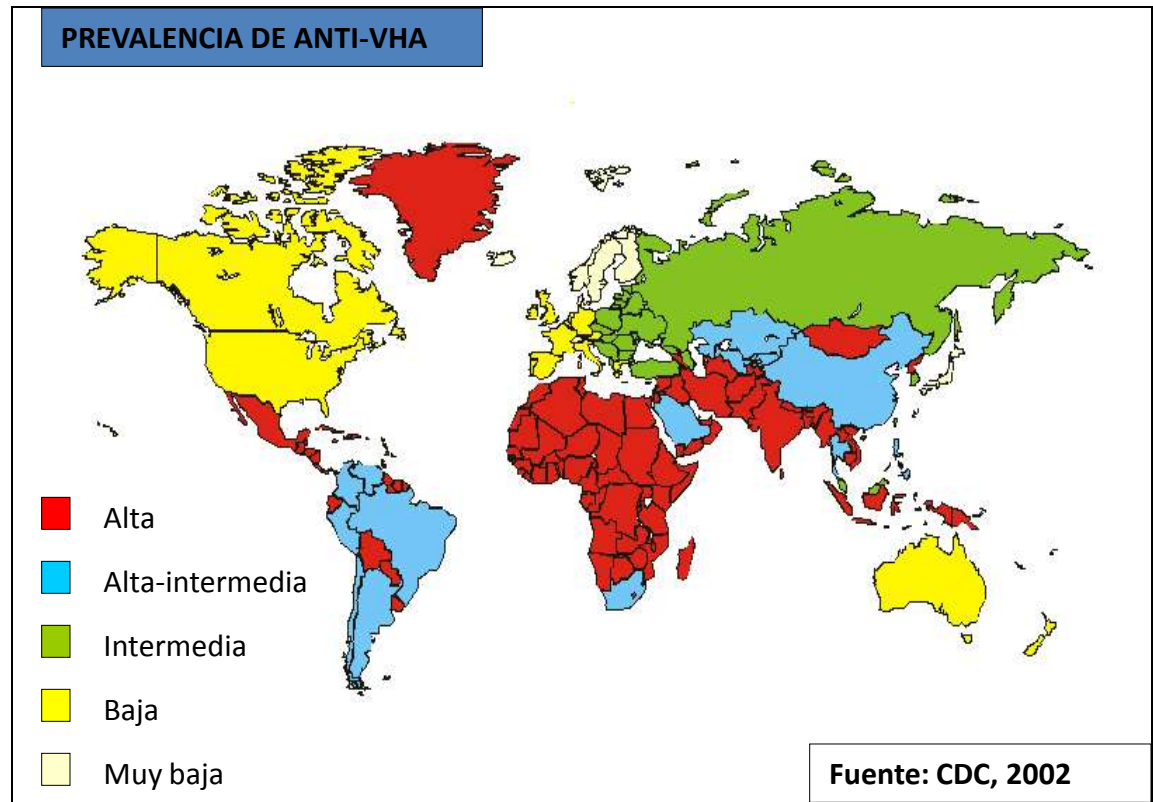 PREVALENCIA DE ANTI-VHA
Alta
Alta-intermedia
Intermedia
Baja
Muy baja
Fuente: CDC, 2002